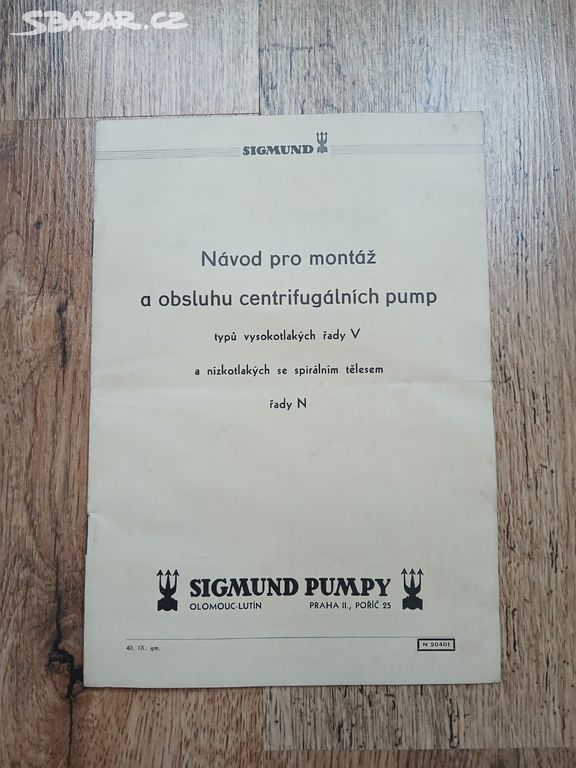 SBAZAR.CZ
SIGMUND
Návod pro montáž
a obsluhu centrifugálních pump
typů vysokotlakých řady V
a nízkotlakých se spirálním tělesem
řady N
SIGMUND PUMPY
OLOMOUC-LUTÍN PRAHA II., POŘÍČ 25
40. IX. gm. N 20401